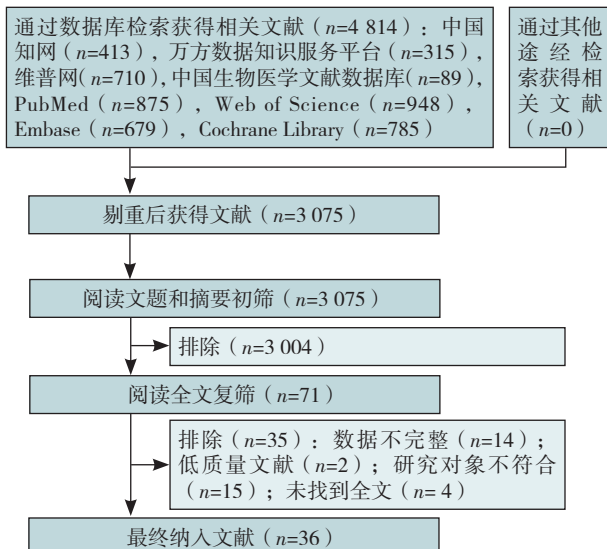 通过数据库检索获得相关文献（n=4 814）：中国
知网（n=413），万方数据知识服务平台（n=315），
维普网（n=710），中国生物医学文献数据库（n=89），
PubMed（n=875），Web of Science（n=948），
Embase（n=679），Cochrane Library（n=785）
通过其他
途经检
索获得相
关文献
（n=0）
剔重后获得文献（n=3 075）
阅读文题和摘要初筛（n=3 075）
排除（n=3 004）
阅读全文复筛（n=71）
排除（n=35）：数据不完整（n=14）；
低质量文献（n=2）；研究对象不符合
（n=15）；未找到全文（n= 4）
最终纳入文献（n=36）